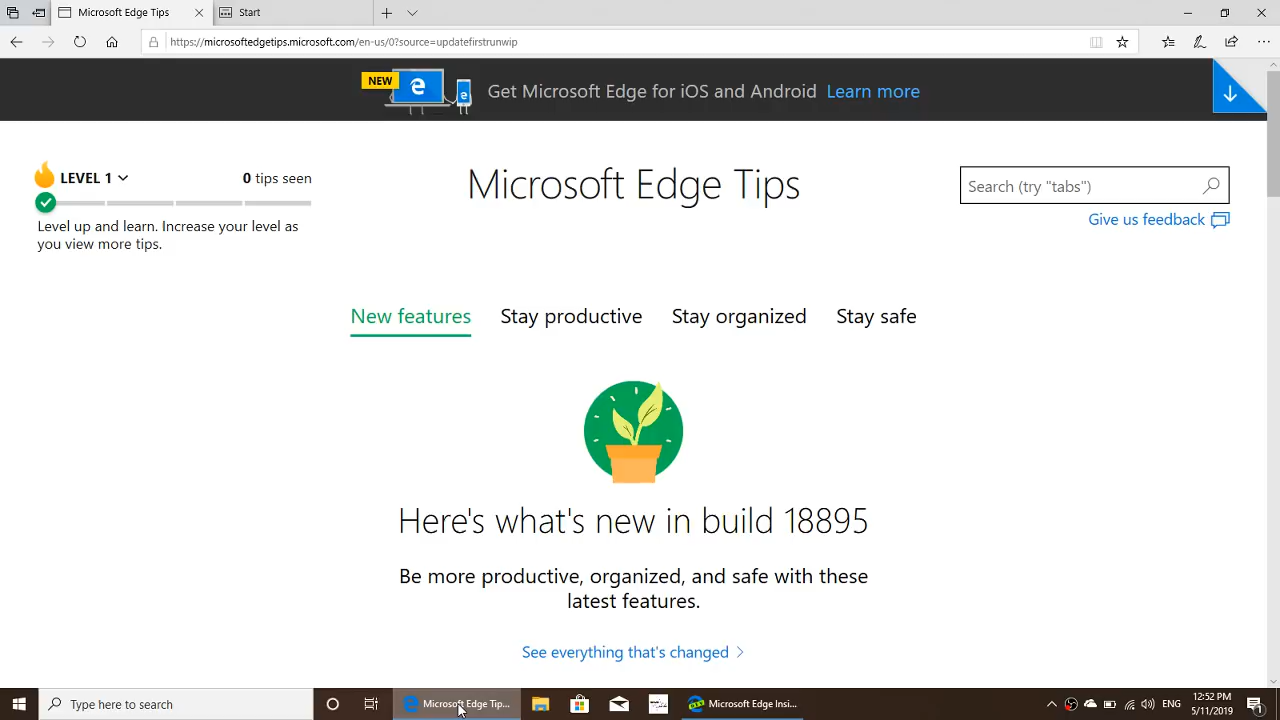 Microsoft Edge Tips
Start
https://microsoftedgetips.microsoft.com/en-us/0?source=updatefirstrunwip
NEW
Get Microsoft Edge for iOS and Android Learn more
LEVEL 1
0 tips seen
Level up and learn. Increase your level as
you view more tips.
Microsoft Edge Tips
Search (try "tabs")
Give us feedback
New features
Stay productive
Stay organized
Stay safe
Here's what's new in build 18895
Be more productive, organized, and safe with these
latest features.
See everything that's changed
Type here to search
Microsoft Edge Tip...
Microsoft Edge Insi...
ENG
12:52 PM
5/11/2019
1